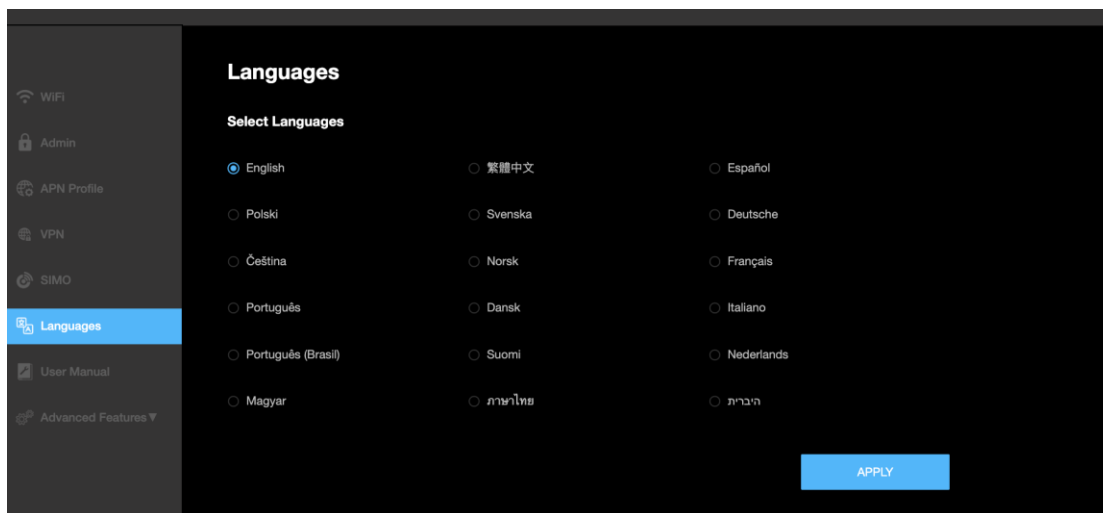 WiFi
Admin
APN Profile
VPN
SIMO
Languages
User Manual
Advanced Features▼
Languages
Select Languages
English
繁體中文
Español
Polski
Svenska
Deutsche
Čeština
Norsk
Français
Português
Dansk
Italiano
Português (Brasil)
Suomi
Nederlands
Magyar
ภาษาไทย
היברית
APPLY